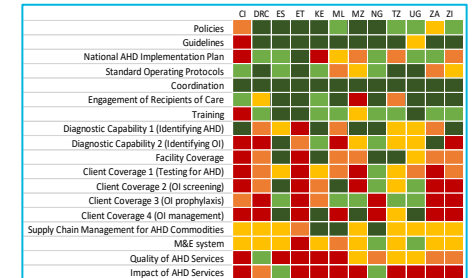 CI DRC ES ET KE ML MZ NG TZ UG ZA ZI
Policies
Guidelines
National AHD Implementation Plan
Standard Operating Protocols
Coordination
Engagement of Recipients of Care
Training
Diagnostic Capability 1 (Identifying AHD)
Diagnostic Capability 2 (Identifying OI)
Facility Coverage
Client Coverage 1 (Testing for AHD)
Client Coverage 2 (OI screening)
Client Coverage 3 (OI prophylaxis)
Client Coverage 4 (OI management)
Supply Chain Management for AHD Commodities
M&E system
Quality of AHD Services
Impact of AHD Services